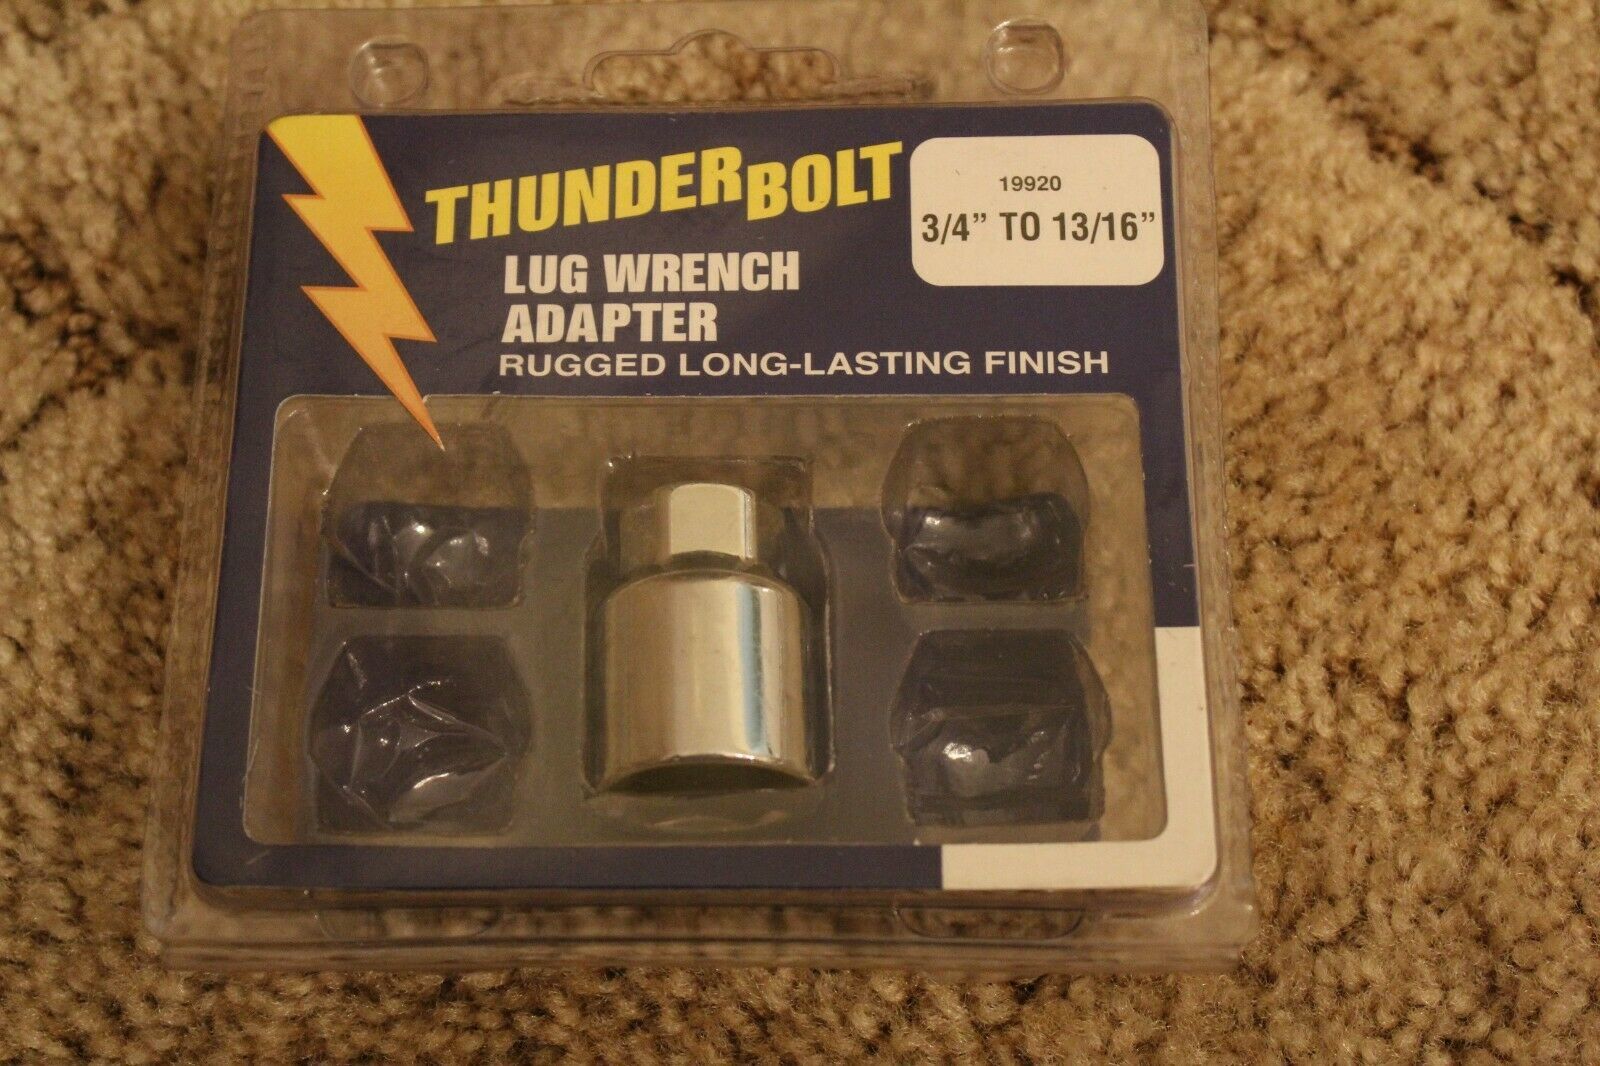 THUNDERBOLT
19920
3/4” TO 13/16”
LUG WRENCH
ADAPTER
RUGGED LONG-LASTING FINISH